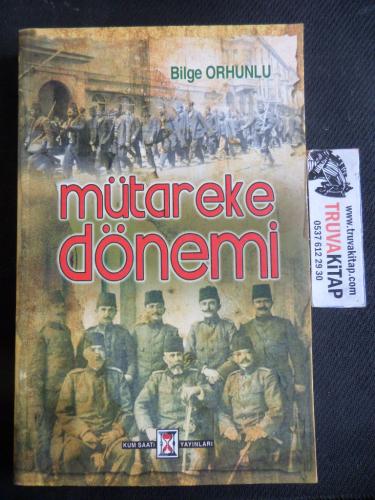 Bilge ORHUNLU
mütareke
dönemi
KUM SAATİ YAYINLARI
www.truvakitap.com
TRUVAKİTAP
0537 612 29 30